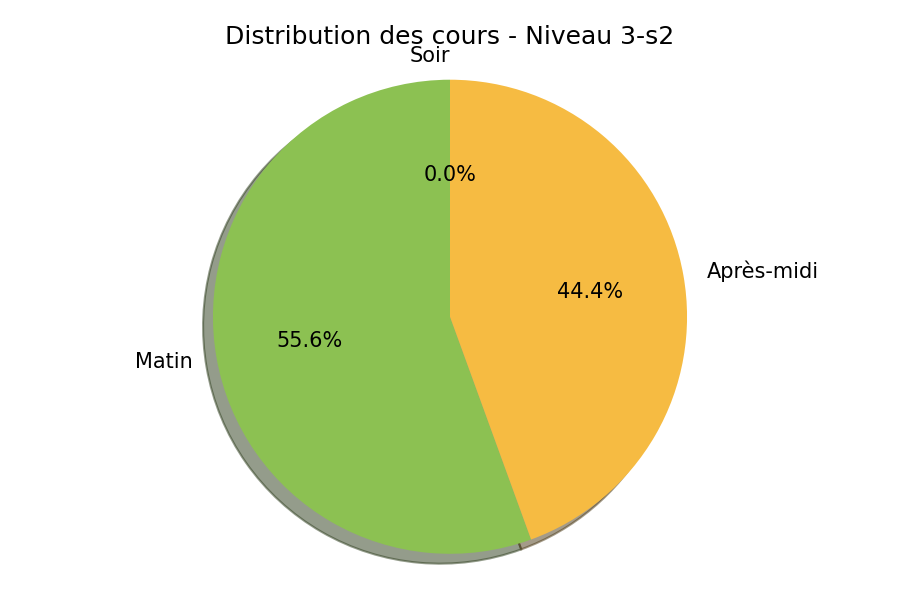 Distribution des cours - Niveau 3-s2
Soir
0.0%
Après-midi
44.4%
55.6%
Matin